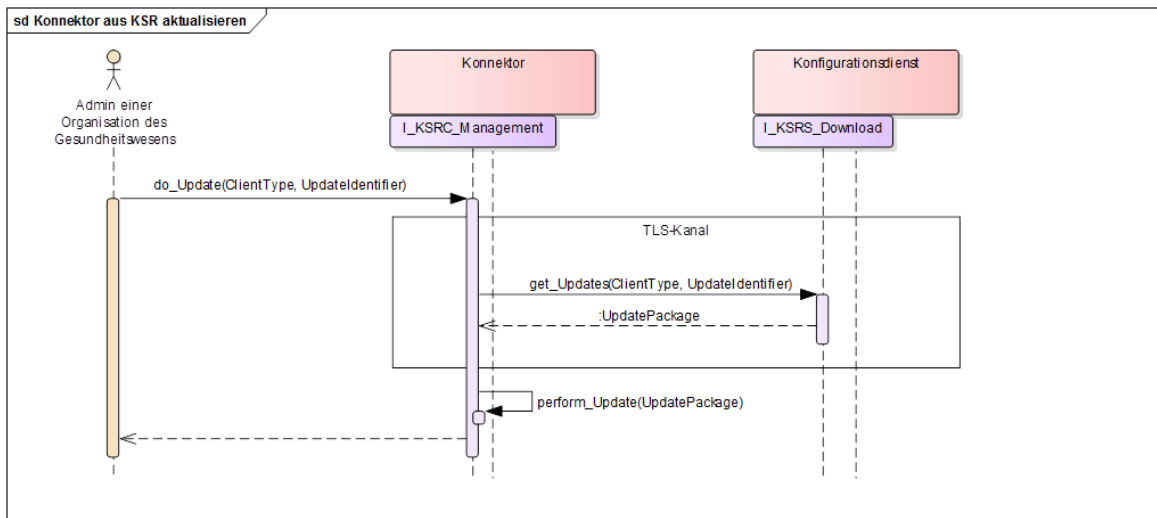 sd Konnektor aus KSR aktualisieren
Konnektor
Konfigurationsdienst
Admin einer
Organisation des
Gesundheitswesens
I_KSRC_Management
I_KSRS_Download
do_Update(ClientType, UpdateIdentifier)
TLS-Kanal
get_Updates(ClientType, UpdateIdentifier)
:UpdatePackage
perform_Update(UpdatePackage)